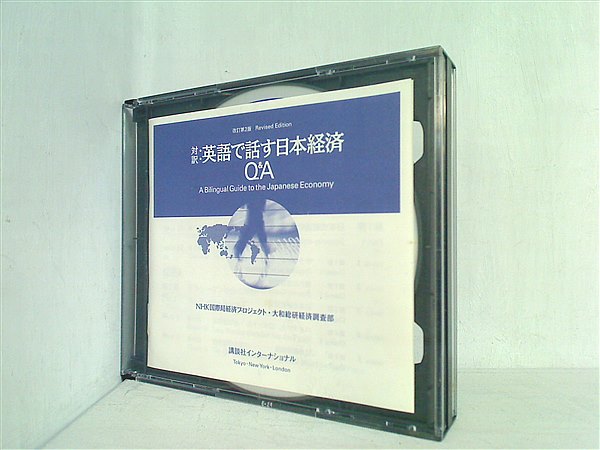 改訂第2版 Revised Edition
対訳・英語で話す日本経済
Q&A
A Bilingual Guide to the Japanese Economy
NHK国際局経済プロジェクト・大和総研経済調査部
講談社インターナショナル
Tokyo・New York・London